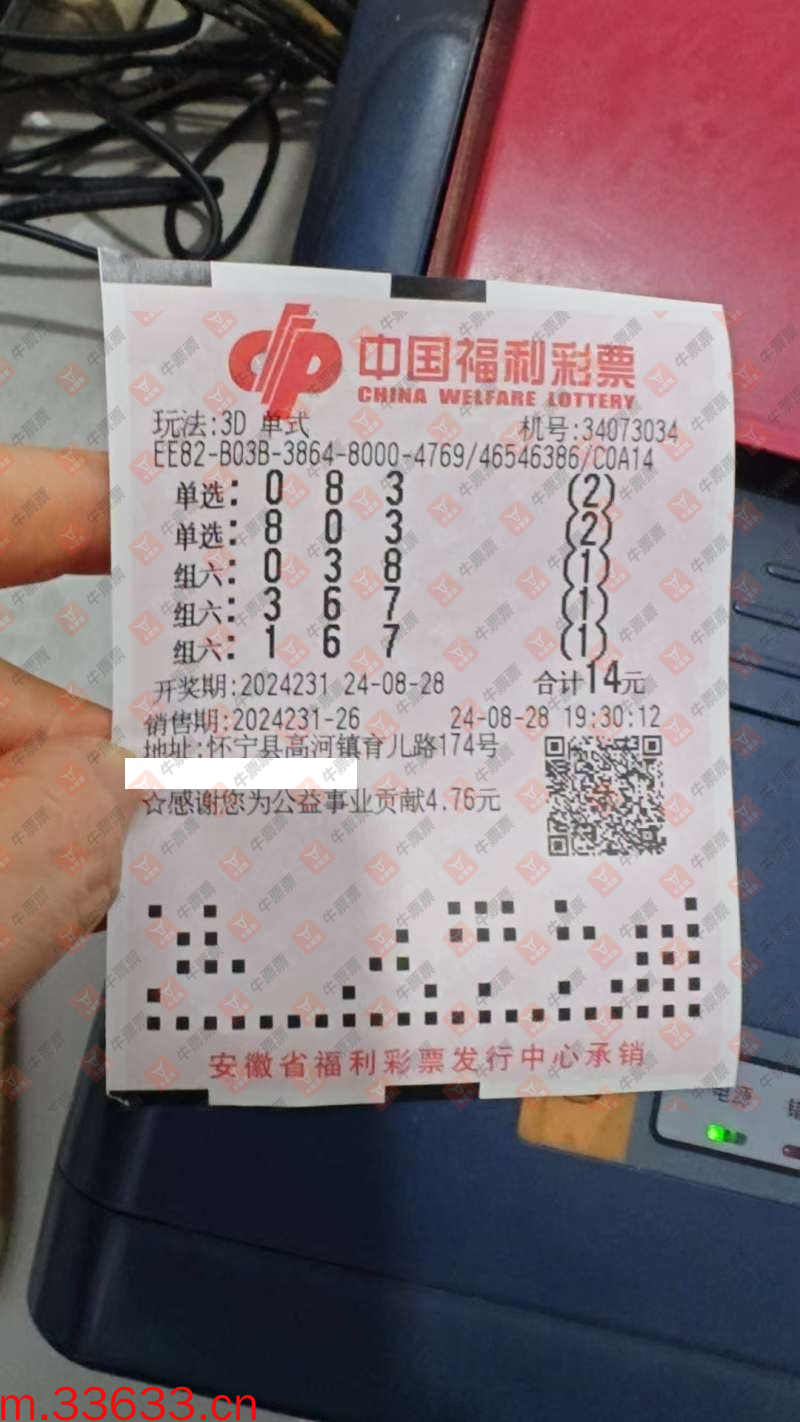 中国福利彩票
CHINA WELFARE LOTTERY
玩法:3D 单式 机号:34073034
EE82-B03B-3864-8000-4769/46546386/C0A14
单选: 0 8 3 (2)
单选: 8 0 3 (2)
组六: 0 3 8 (1)
组六: 3 6 7 (1)
组六: 1 6 7 (1)
开奖期:2024231 24-08-28 合计14元
销售期:2024231-26 24-08-28 19:30:12
地址:怀宁县高河镇育儿路174号
☆感谢您为公益事业贡献4.76元
安徽省福利彩票发行中心承销
电源
牛票票
m.33633.cn